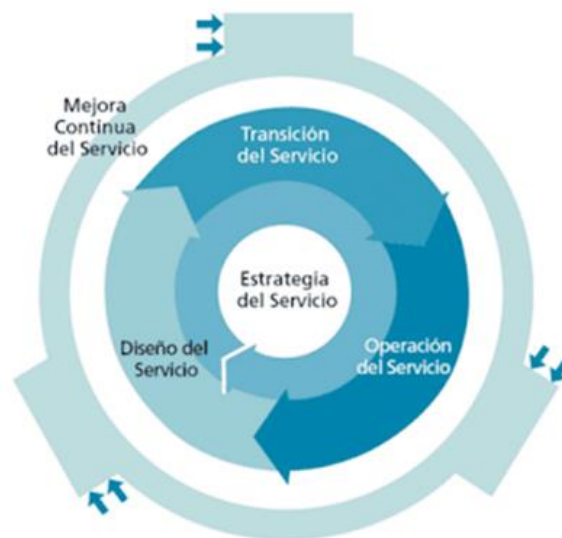 Mejora
Continua
del Servicio
Transición
del Servicio
Estrategia
del Servicio
Diseño del
Servicio
Operación
del Servicio